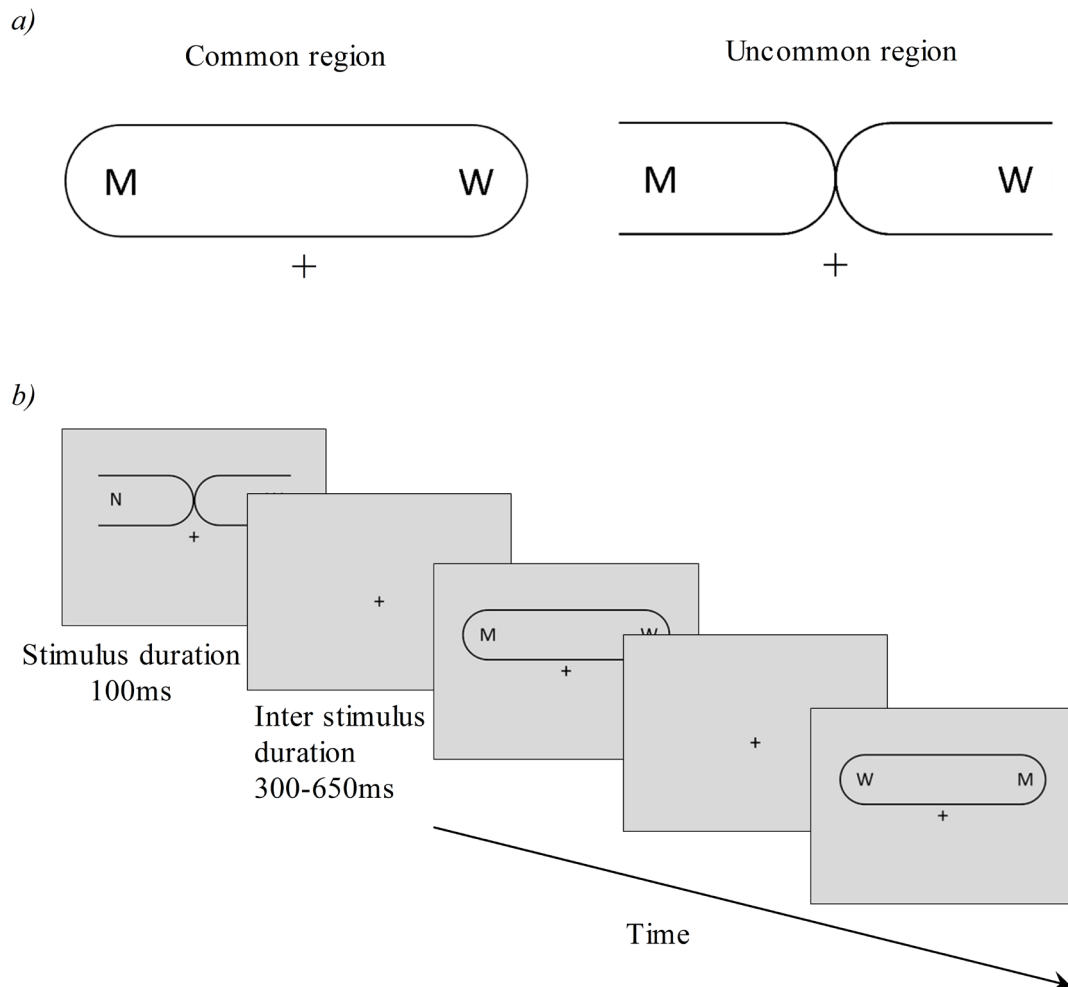 a)
Common region
Uncommon region
M W
M W
+
+
b)
N
+
Stimulus duration
100ms
+
Inter stimulus
duration
300-650ms
M W
+
+
W M
+
Time